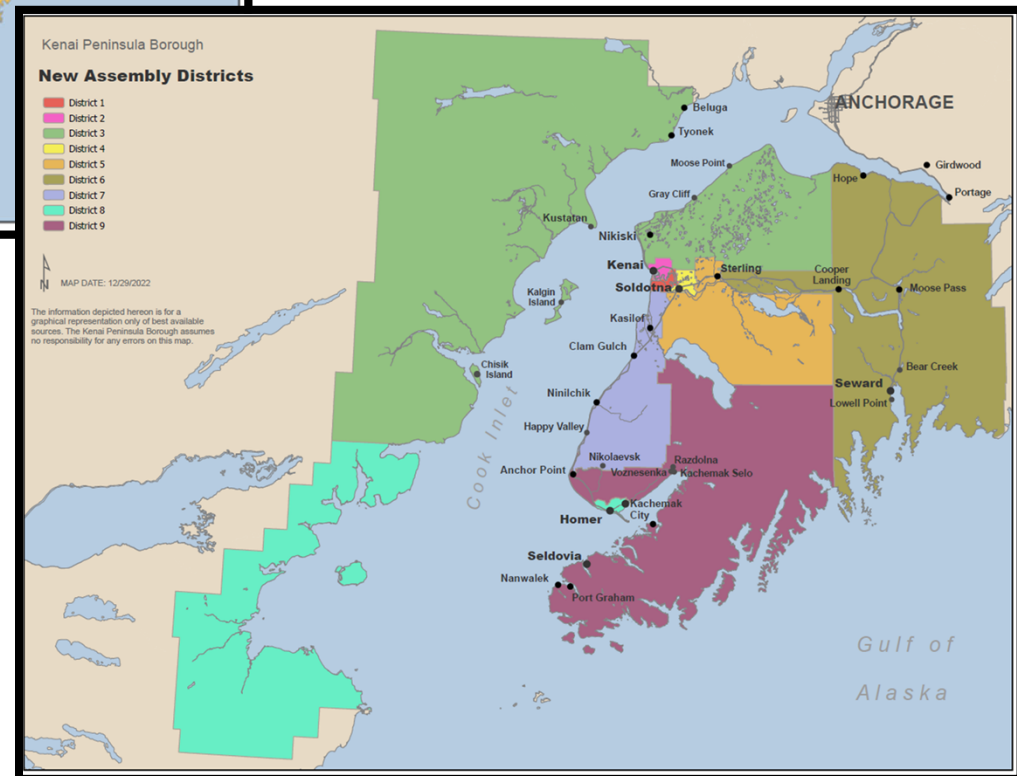 Kenai Peninsula Borough
New Assembly Districts
District 1
District 2
District 3
District 4
District 5
District 6
District 7
District 8
District 9
N
MAP DATE: 12/29/2022
The information depicted hereon is for a
graphical representation only of best available
sources. The Kenai Peninsula Borough assumes
no responsibility for any errors on this map.
ANCHORAGE
Beluga
Tyonek
Moose Point
Girdwood
Hope
Portage
Gray Cliff
Kustatan
Nikiski
Kenai
Sterling
Cooper
Landing
Soldotna
Moose Pass
Kalgin
Island
Kasilof
Clam Gulch
Chisik
Island
Bear Creek
Seward
Lowell Point
Ninilchik
Cook Inlet
Happy Valley
Nikolaevsk
Razdolna
Anchor Point
Voznesenka
Kachemak Selo
Kachemak
City
Homer
Seldovia
Nanwalek
Port Graham
Gulf of
Alaska